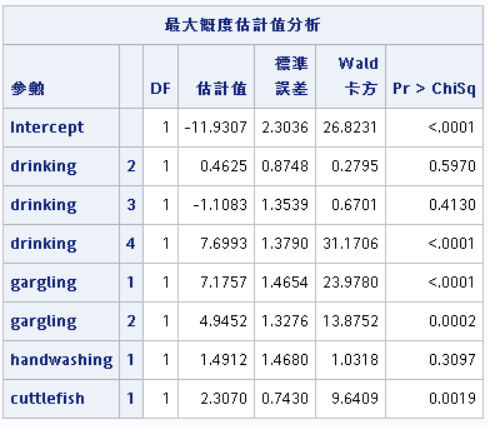 最大概度估計值分析
參數 DF 估計值 標準誤差 Wald 卡方 Pr > ChiSq
Intercept 1 -11.9307 2.3036 26.8231 <.0001
drinking 2 1 0.4625 0.8748 0.2795 0.5970
drinking 3 1 -1.1083 1.3539 0.6701 0.4130
drinking 4 1 7.6993 1.3790 31.1706 <.0001
gargling 1 1 7.1757 1.4654 23.9780 <.0001
gargling 2 1 4.9452 1.3276 13.8752 0.0002
handwashing 1 1 1.4912 1.4680 1.0318 0.3097
cuttlefish 1 1 2.3070 0.7430 9.6409 0.0019